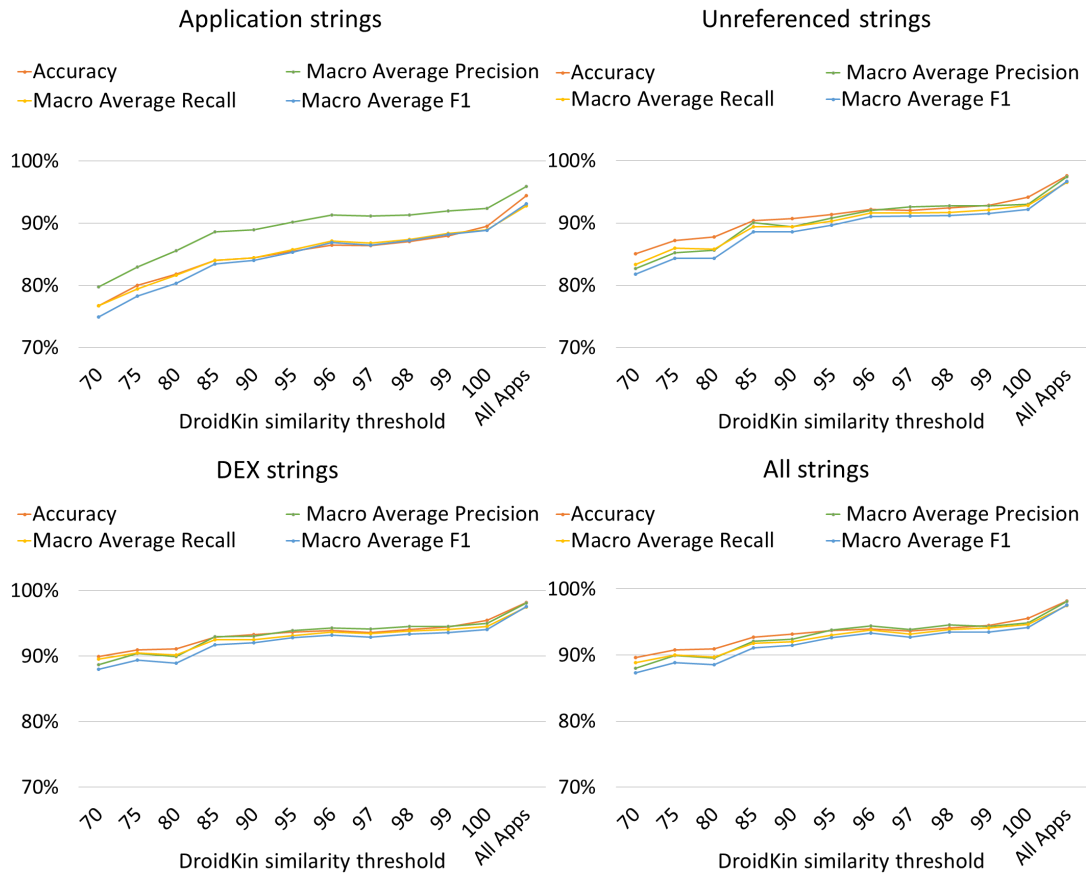 Application strings
Accuracy
Macro Average Precision
Macro Average Recall
Macro Average F1
100%
90%
80%
70%
70
75
80
85
90
95
96
97
98
99
100
All Apps
DroidKin similarity threshold
Unreferenced strings
Accuracy
Macro Average Precision
Macro Average Recall
Macro Average F1
100%
90%
80%
70%
70
75
80
85
90
95
96
97
98
99
100
All Apps
DroidKin similarity threshold
DEX strings
Accuracy
Macro Average Precision
Macro Average Recall
Macro Average F1
100%
90%
80%
70%
70
75
80
85
90
95
96
97
98
99
100
All Apps
DroidKin similarity threshold
All strings
Accuracy
Macro Average Precision
Macro Average Recall
Macro Average F1
100%
90%
80%
70%
70
75
80
85
90
95
96
97
98
99
100
All Apps
DroidKin similarity threshold